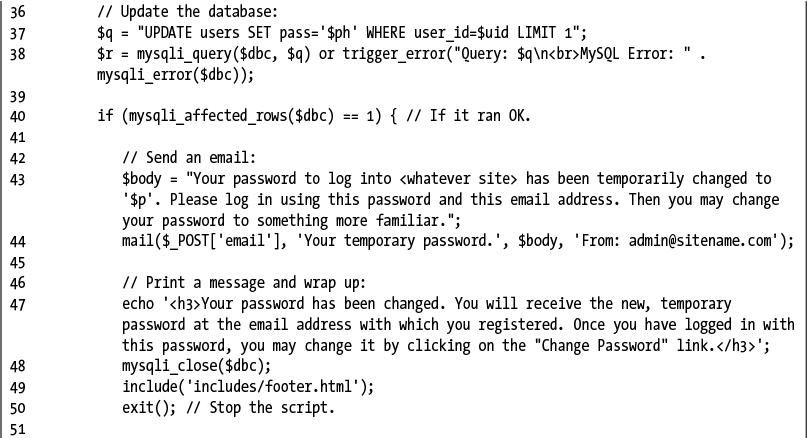 36 // Update the database:
37 $q = "UPDATE users SET pass='$ph' WHERE user_id=$uid LIMIT 1";
38 $r = mysqli_query($dbc, $q) or trigger_error("Query: $q\n<br>MySQL Error: " .
mysqli_error($dbc));
39
40 if (mysqli_affected_rows($dbc) == 1) { // If it ran OK.
41
42 // Send an email:
43 $body = "Your password to log into <whatever site> has been temporarily changed to
'$p'. Please log in using this password and this email address. Then you may change
your password to something more familiar.";
44 mail($_POST['email'], 'Your temporary password.', $body, 'From: admin@sitename.com');
45
46 // Print a message and wrap up:
47 echo '<h3>Your password has been changed. You will receive the new, temporary
password at the email address with which you registered. Once you have logged in with
this password, you may change it by clicking on the "Change Password" link.</h3>';
48 mysqli_close($dbc);
49 include('includes/footer.html');
50 exit(); // Stop the script.
51